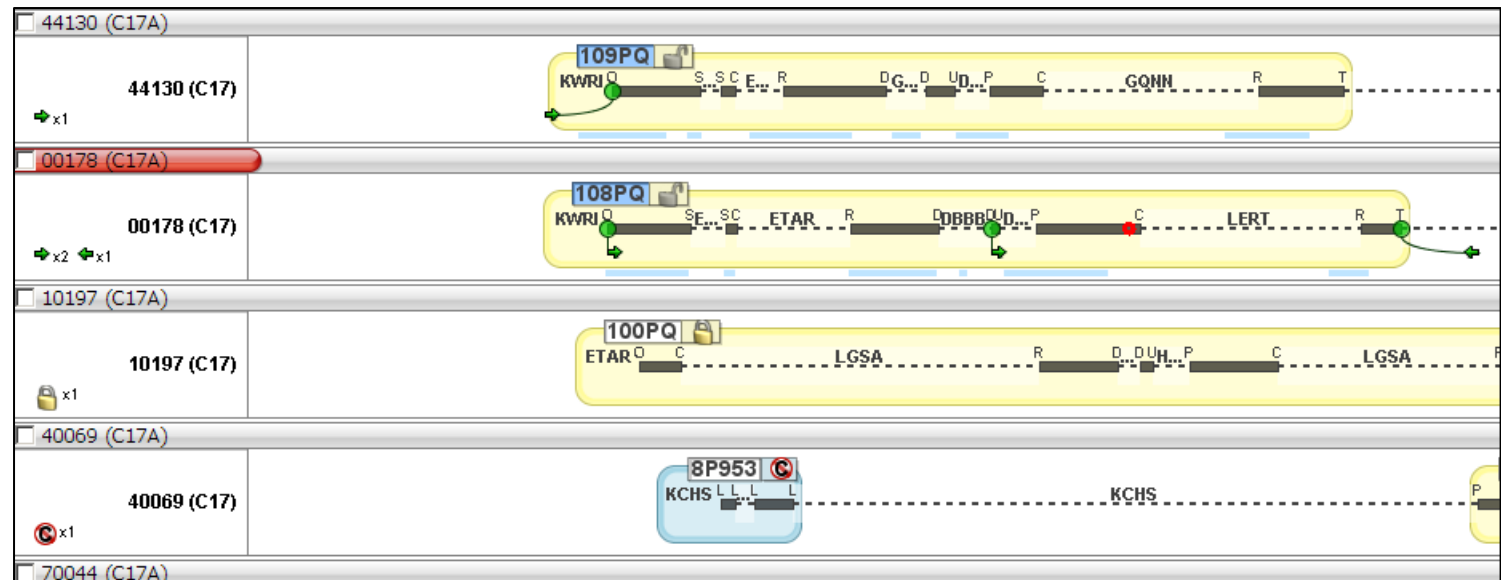 44130 (C17A)
109PQ
44130 (C17)
KWRI O S...S C E... R D G... D U D... P C GQNN R T
x1
00178 (C17A)
108PQ
00178 (C17)
KWRI O S E... S C ETAR R D DBBB D U D... P C LERT R T
x2 x1
10197 (C17A)
100PQ
10197 (C17)
ETAR O C LGSA R D...D U H... P C LGSA R
x1
40069 (C17A)
8P953 C
40069 (C17)
KCHS L L...L L KCHS P
C x1
70044 (C17A)